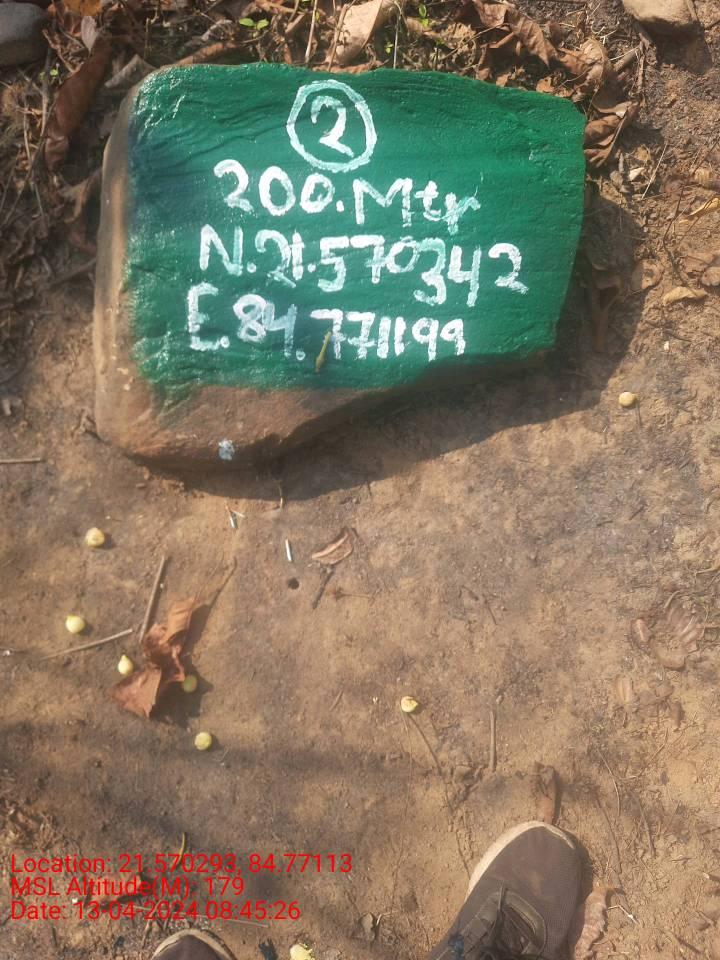 2
200.Mtr
N.21.570342
E.84.771199
Location: 21.570293, 84.77113
MSL Altitude(M): 179
Date: 13-04-2024 08:45:26